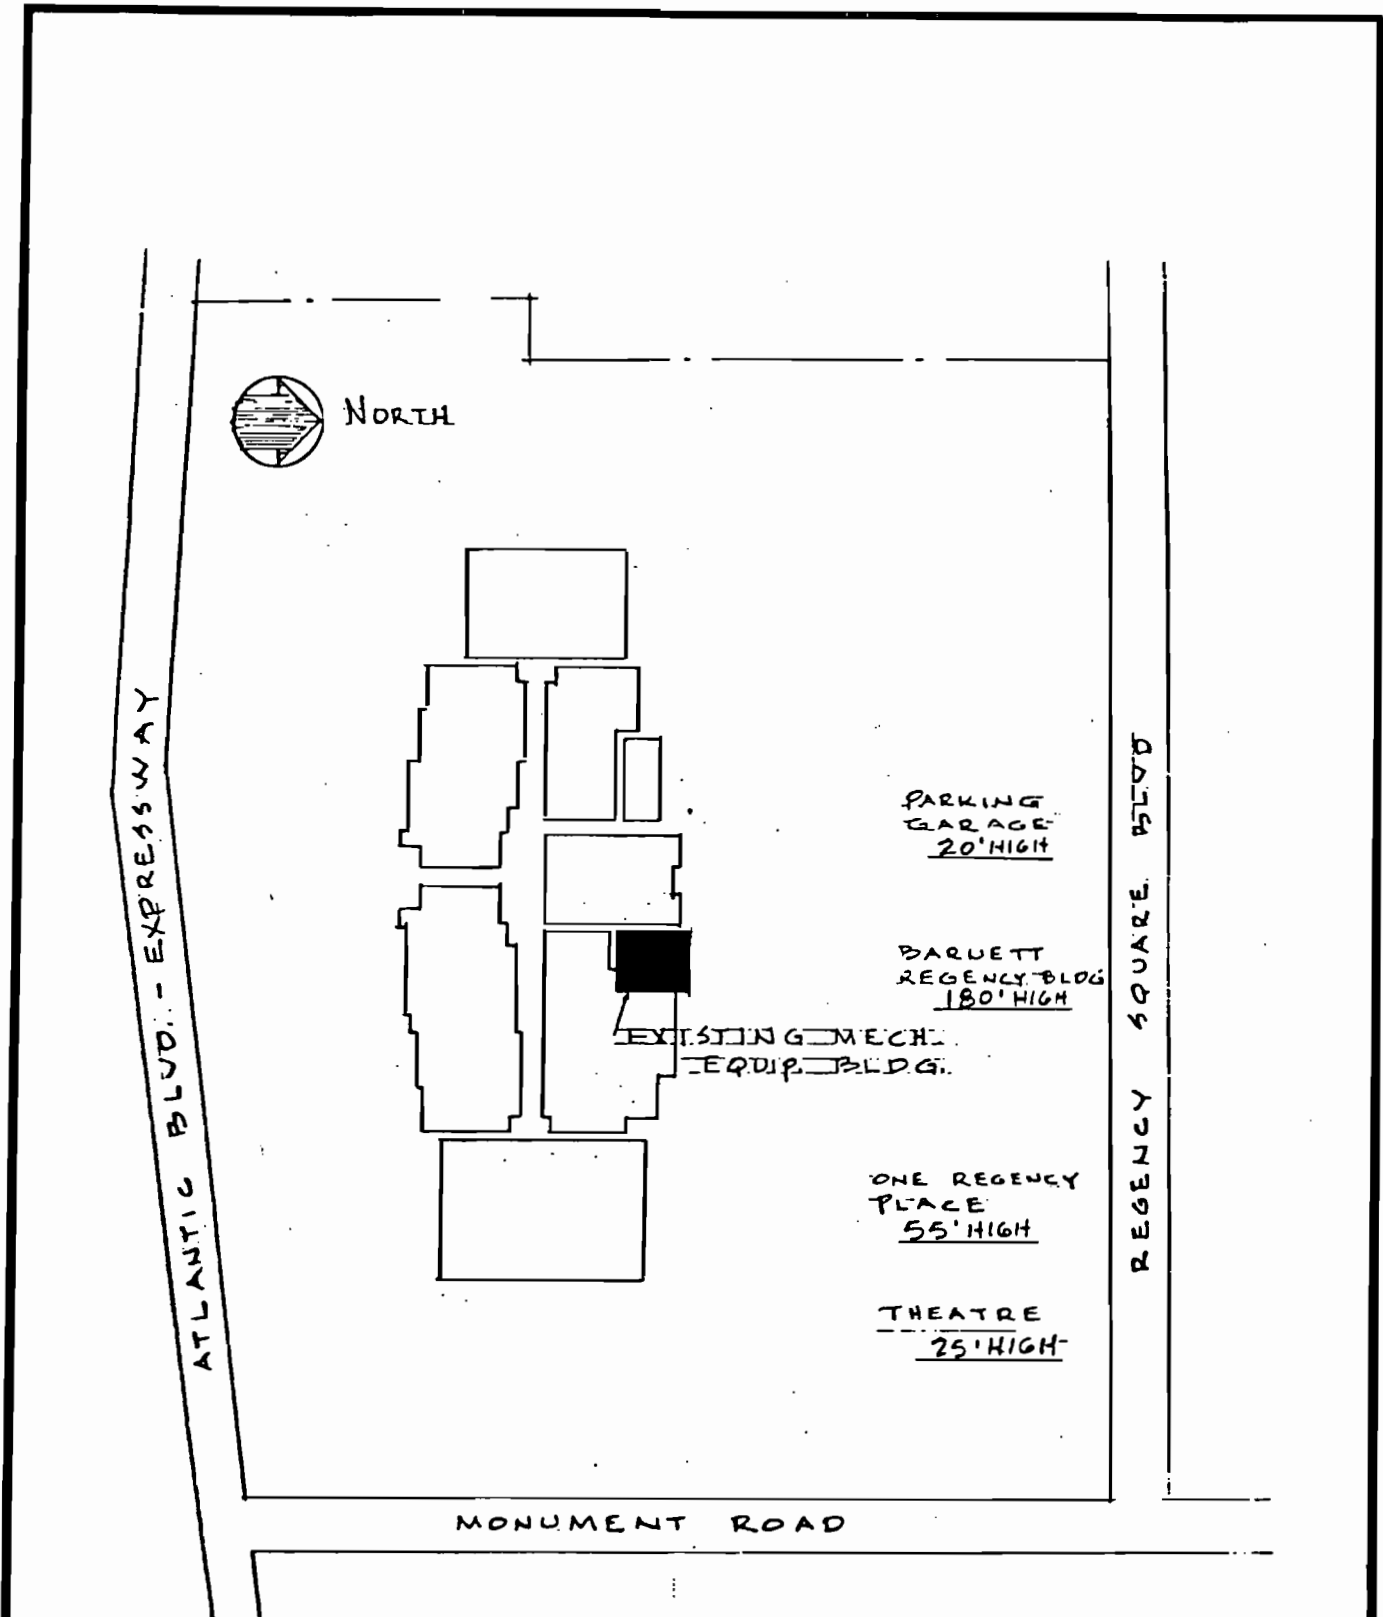 NORTH
ATLANTIC BLVD. - EXPRESSWAY
PARKING
GARAGE
20' HIGH
BARNETT
REGENCY BLDG
180' HIGH
EXISTING MECH.
EQUIP. BLDG.
ONE REGENCY
PLACE
55' HIGH
THEATRE
25' HIGH
REGENCY SQUARE BLVD
MONUMENT ROAD